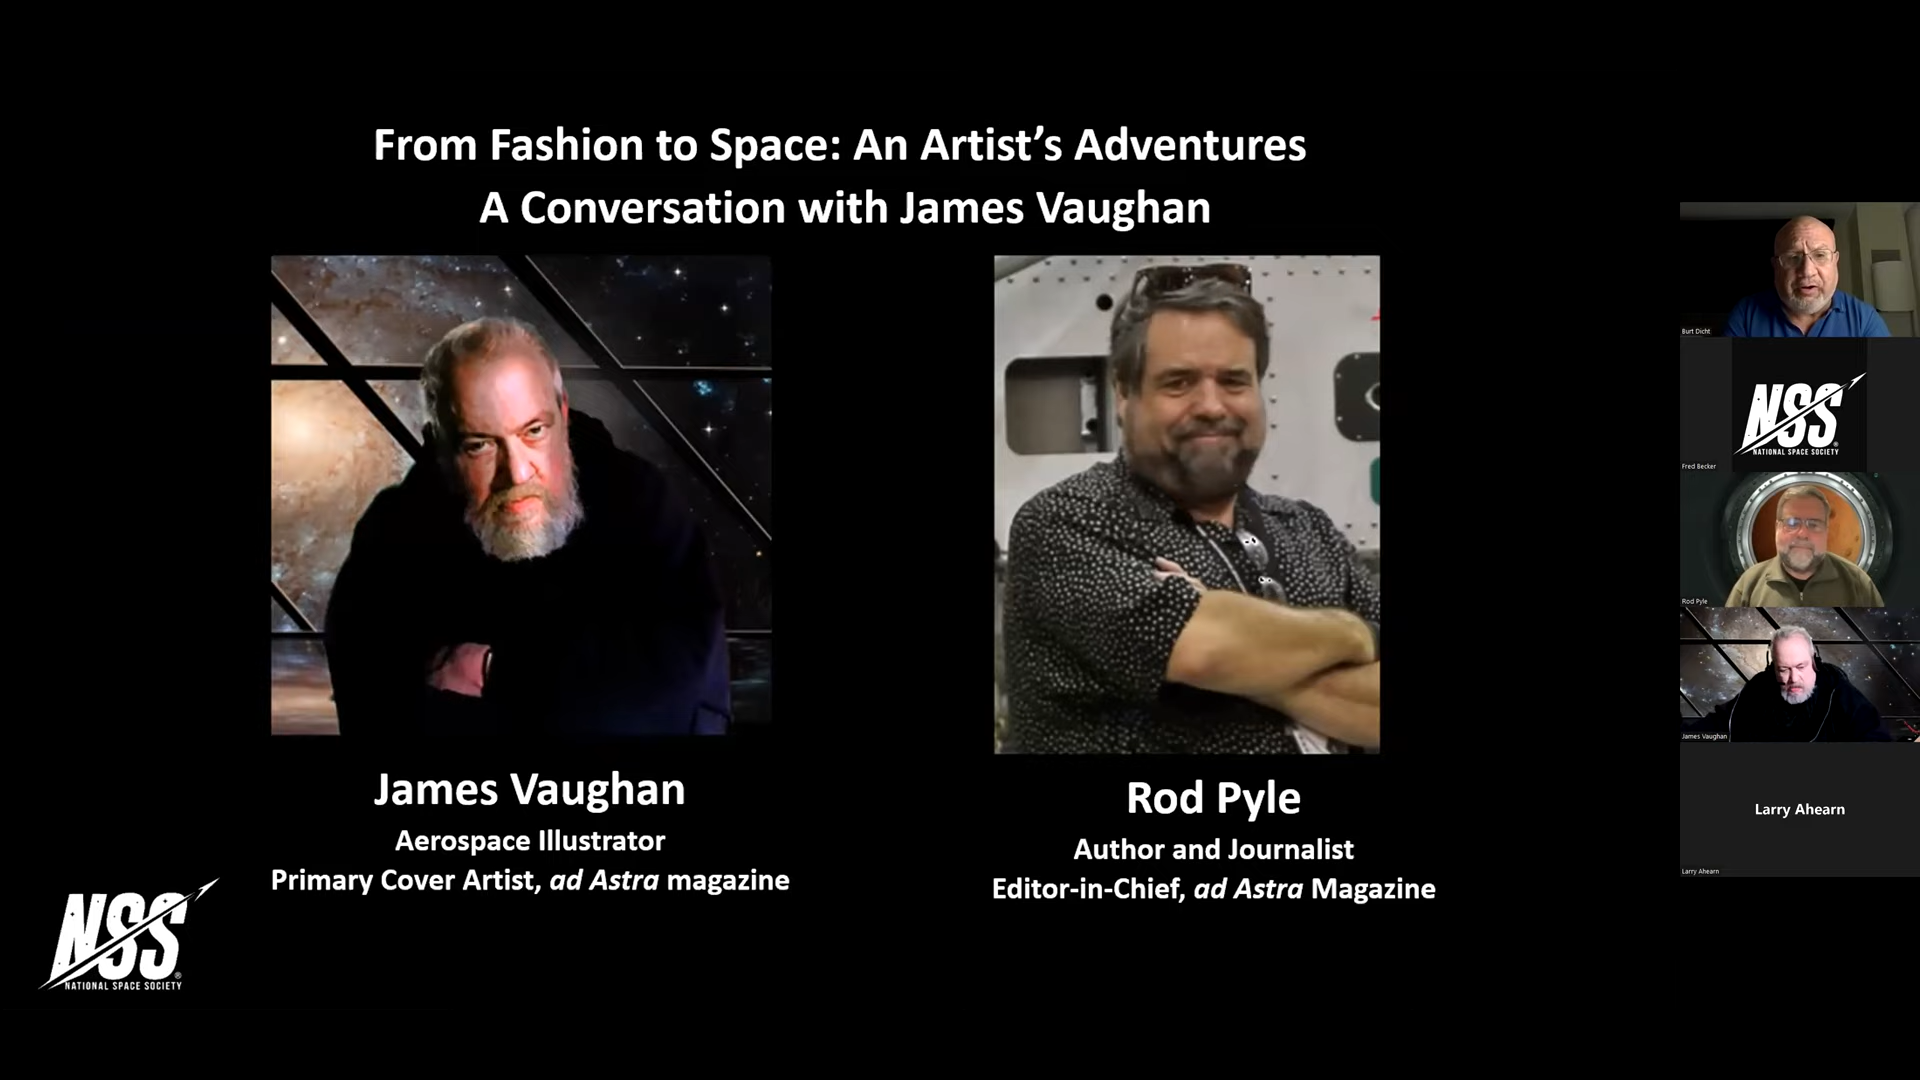 From Fashion to Space: An Artist’s Adventures
A Conversation with James Vaughan
James Vaughan
Aerospace Illustrator
Primary Cover Artist, ad Astra magazine
Rod Pyle
Author and Journalist
Editor-in-Chief, ad Astra Magazine
NSS®
NATIONAL SPACE SOCIETY
Burt Dicht
NSS®
NATIONAL SPACE SOCIETY
Fred Becker
Rod Pyle
James Vaughan
Larry Ahearn
Larry Ahearn